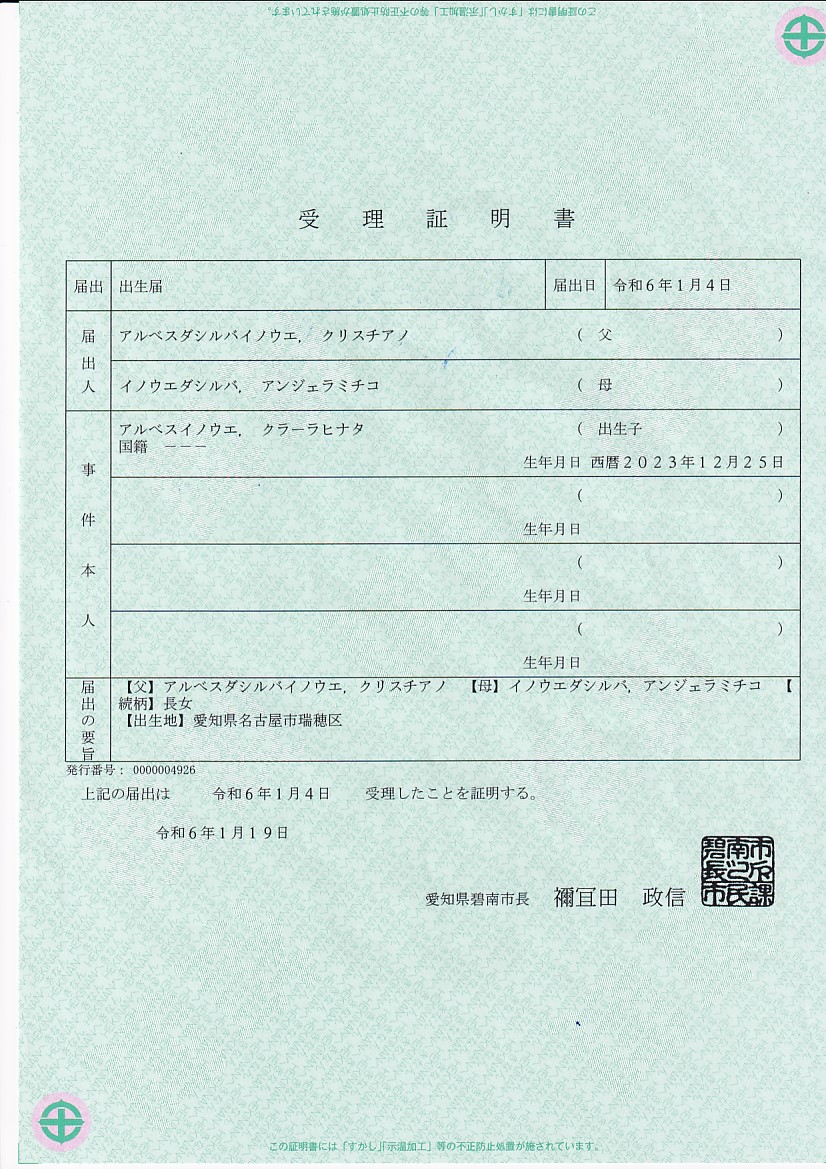 この証明書には「すかし」「示温加工」等の不正防止処置が施されています。
受理証明書
届出 出生届 届出日 令和6年1月4日
届出人
アルベスダシルバイノウエ， クリスチアノ （ 父 ）
イノウエダシルバ， アンジェラミチコ （ 母 ）
事件本人
アルベスイノウエ， クラーラヒナタ （ 出生子 ）
国籍 ーーー
生年月日 西暦２０２３年１２月２５日
（ ）
生年月日
（ ）
生年月日
（ ）
生年月日
届出の要旨
【父】アルベスダシルバイノウエ，クリスチアノ 【母】イノウエダシルバ，アンジェラミチコ 【
続柄】長女
【出生地】愛知県名古屋市瑞穂区
発行番号： 0000004926
上記の届出は 令和６年１月４日 受理したことを証明する。
令和６年１月１９日
愛知県碧南市長 禰冝田 政信
この証明書には「すかし」「示温加工」等の不正防止処置が施されています。